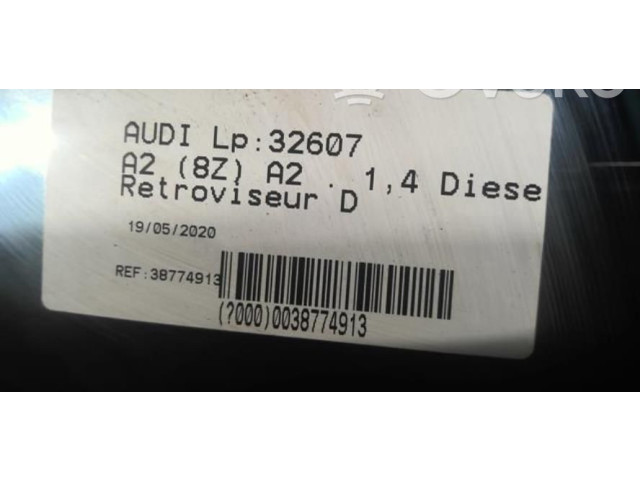 AUDI Lp:32607
A2 (8Z) A2 . 1,4 Diese
Retroviseur D
19/05/2020
REF:38774913
(?000)0038774913